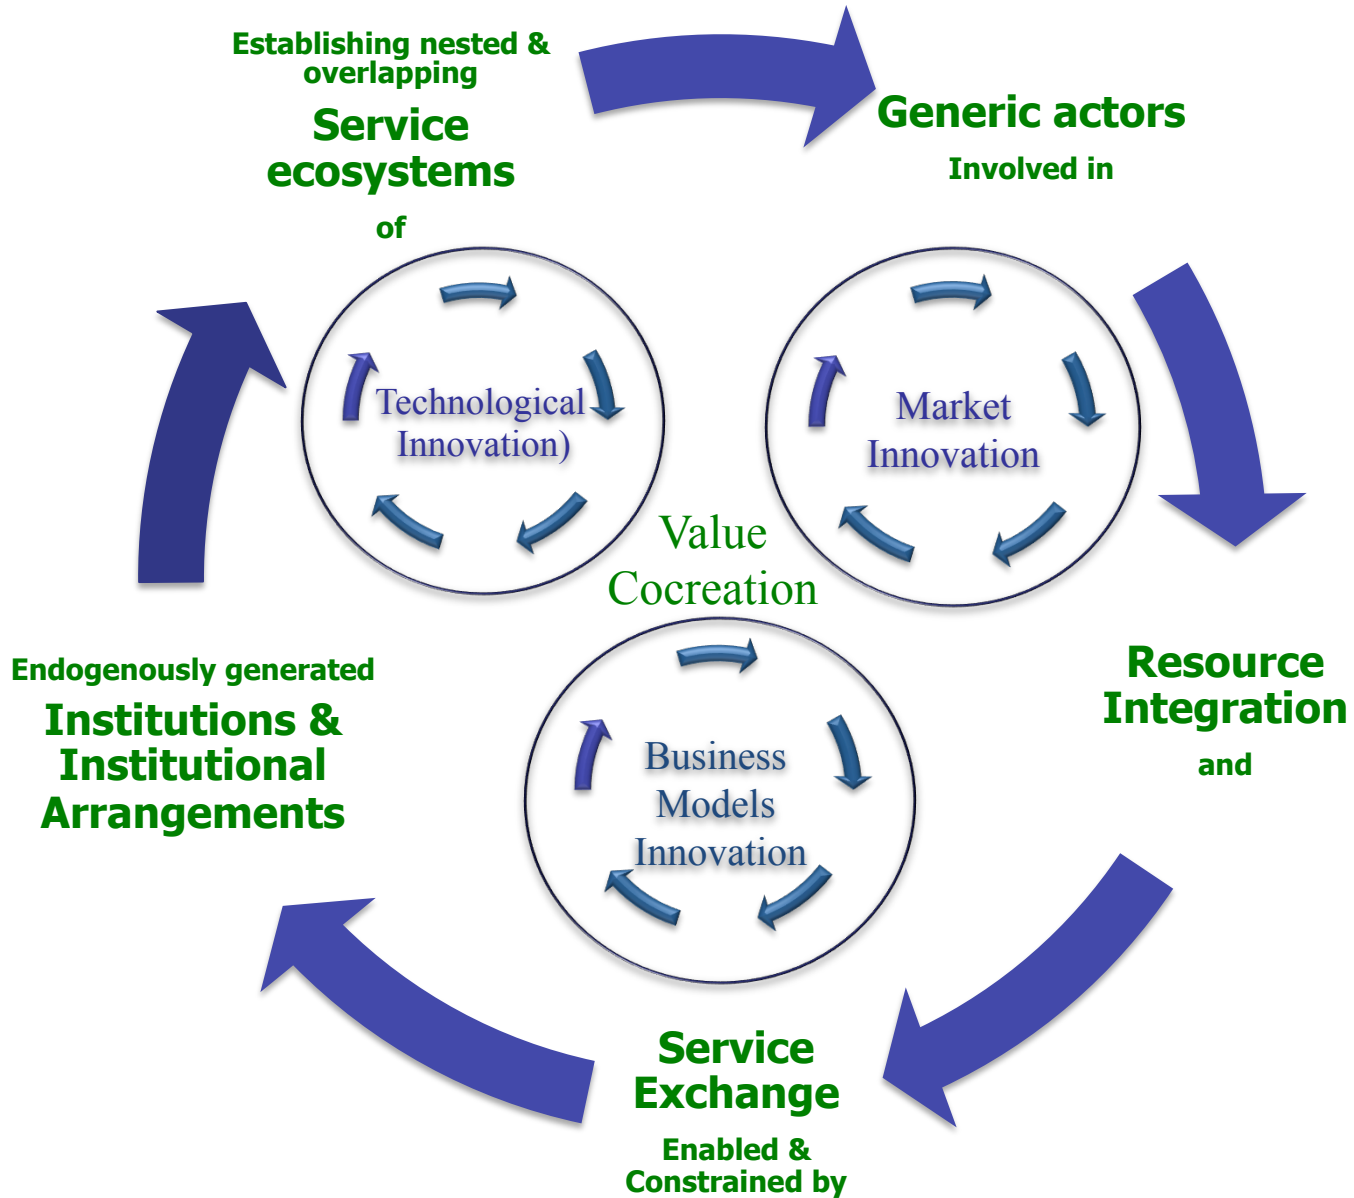 Establishing nested &
overlapping
Service
ecosystems
of
Generic actors
Involved in
Technological
Innovation)
Market
Innovation
Value
Cocreation
Resource
Integration
and
Endogenously generated
Institutions &
Institutional
Arrangements
Business
Models
Innovation
Service
Exchange
Enabled &
Constrained by